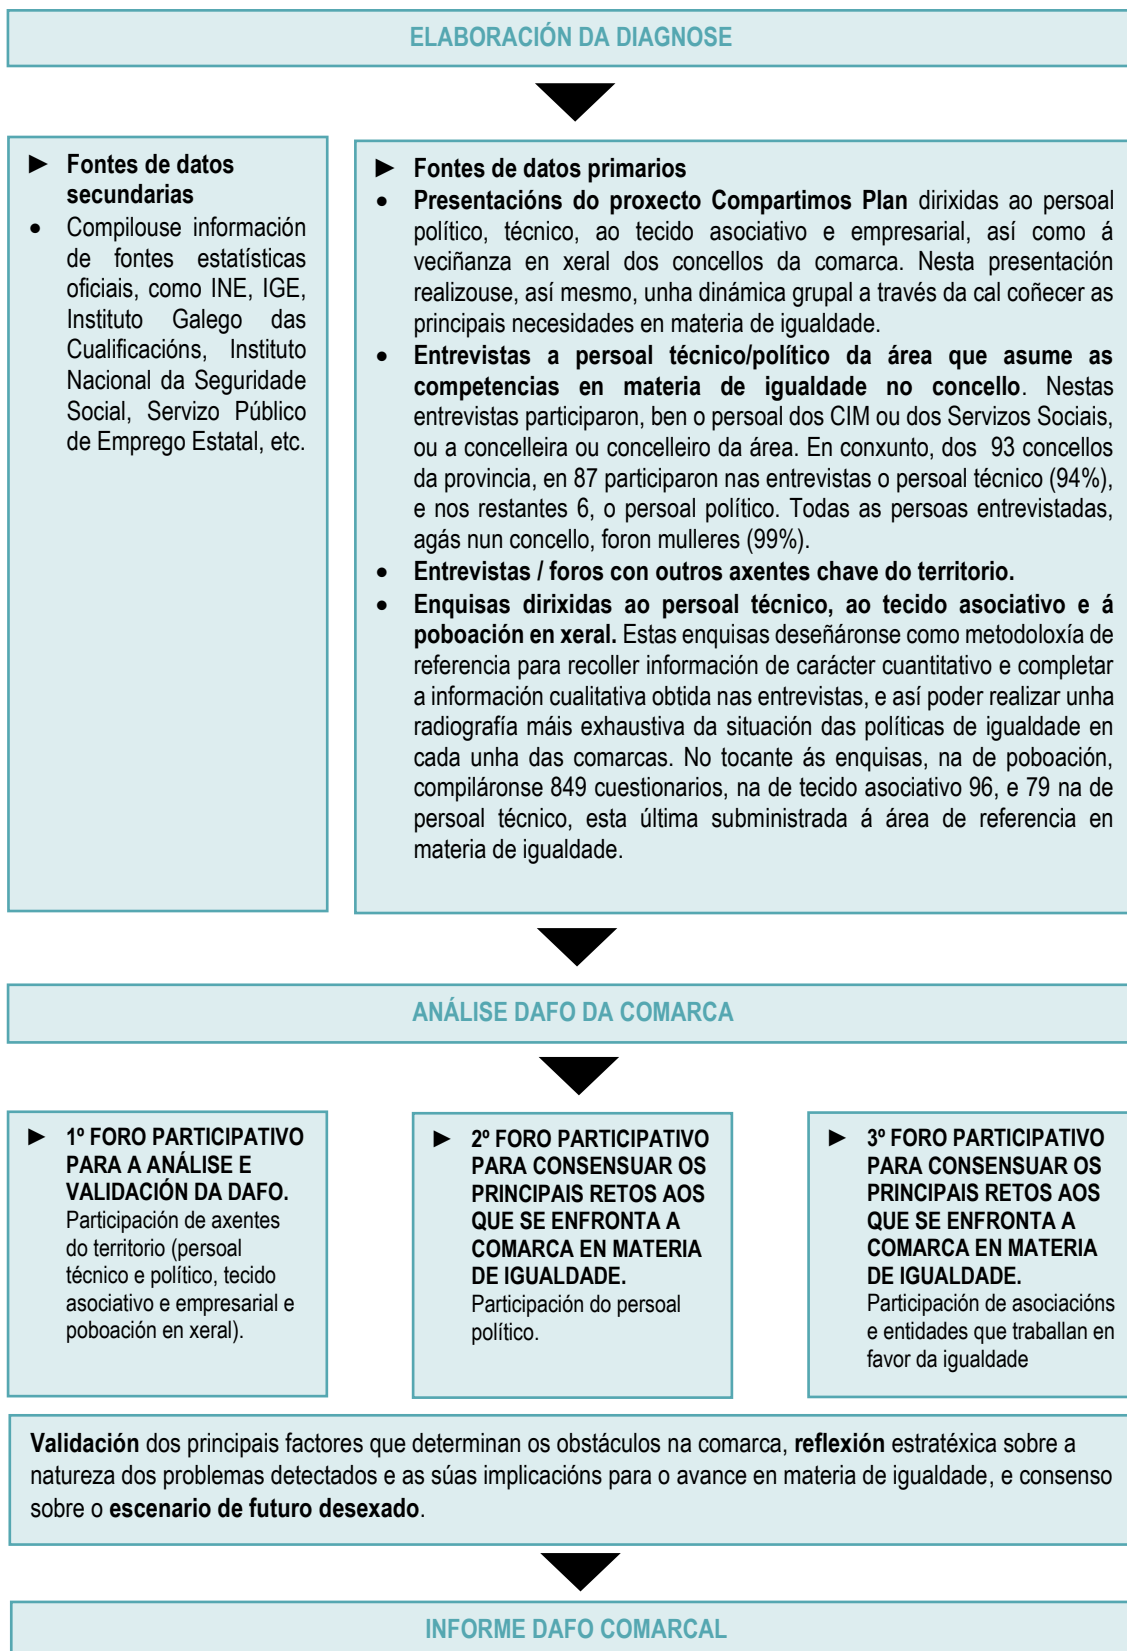 ELABORACIÓN DA DIAGNOSE
► Fontes de datos
secundarias
• Compilouse información
de fontes estatísticas
oficiais, como INE, IGE,
Instituto Galego das
Cualificacións, Instituto
Nacional da Seguridade
Social, Servizo Público
de Emprego Estatal, etc.
► Fontes de datos primarios
• Presentacións do proxecto Compartimos Plan dirixidas ao persoal
político, técnico, ao tecido asociativo e empresarial, así como á
veciñanza en xeral dos concellos da comarca. Nesta presentación
realizouse, así mesmo, unha dinámica grupal a través da cal coñecer as
principais necesidades en materia de igualdade.
• Entrevistas a persoal técnico/político da área que asume as
competencias en materia de igualdade no concello. Nestas
entrevistas participaron, ben o persoal dos CIM ou dos Servizos Sociais,
ou a concelleira ou concelleiro da área. En conxunto, dos 93 concellos
da provincia, en 87 participaron nas entrevistas o persoal técnico (94%),
e nos restantes 6, o persoal político. Todas as persoas entrevistadas,
agás nun concello, foron mulleres (99%).
• Entrevistas / foros con outros axentes chave do territorio.
• Enquisas dirixidas ao persoal técnico, ao tecido asociativo e á
poboación en xeral. Estas enquisas deseñáronse como metodoloxía de
referencia para recoller información de carácter cuantitativo e completar
a información cualitativa obtida nas entrevistas, e así poder realizar unha
radiografía máis exhaustiva da situación das políticas de igualdade en
cada unha das comarcas. No tocante ás enquisas, na de poboación,
compiláronse 849 cuestionarios, na de tecido asociativo 96, e 79 na de
persoal técnico, esta última subministrada á área de referencia en
materia de igualdade.
ANÁLISE DAFO DA COMARCA
► 1º FORO PARTICIPATIVO
PARA A ANÁLISE E
VALIDACIÓN DA DAFO.
Participación de axentes
do territorio (persoal
técnico e político, tecido
asociativo e empresarial e
poboación en xeral).
► 2º FORO PARTICIPATIVO
PARA CONSENSUAR OS
PRINCIPAIS RETOS AOS
QUE SE ENFRONTA A
COMARCA EN MATERIA
DE IGUALDADE.
Participación do persoal
político.
► 3º FORO PARTICIPATIVO
PARA CONSENSUAR OS
PRINCIPAIS RETOS AOS
QUE SE ENFRONTA A
COMARCA EN MATERIA
DE IGUALDADE.
Participación de asociacións
e entidades que traballan en
favor da igualdade
Validación dos principais factores que determinan os obstáculos na comarca, reflexión estratéxica sobre a
natureza dos problemas detectados e as súas implicacións para o avance en materia de igualdade, e consenso
sobre o escenario de futuro desexado.
INFORME DAFO COMARCAL